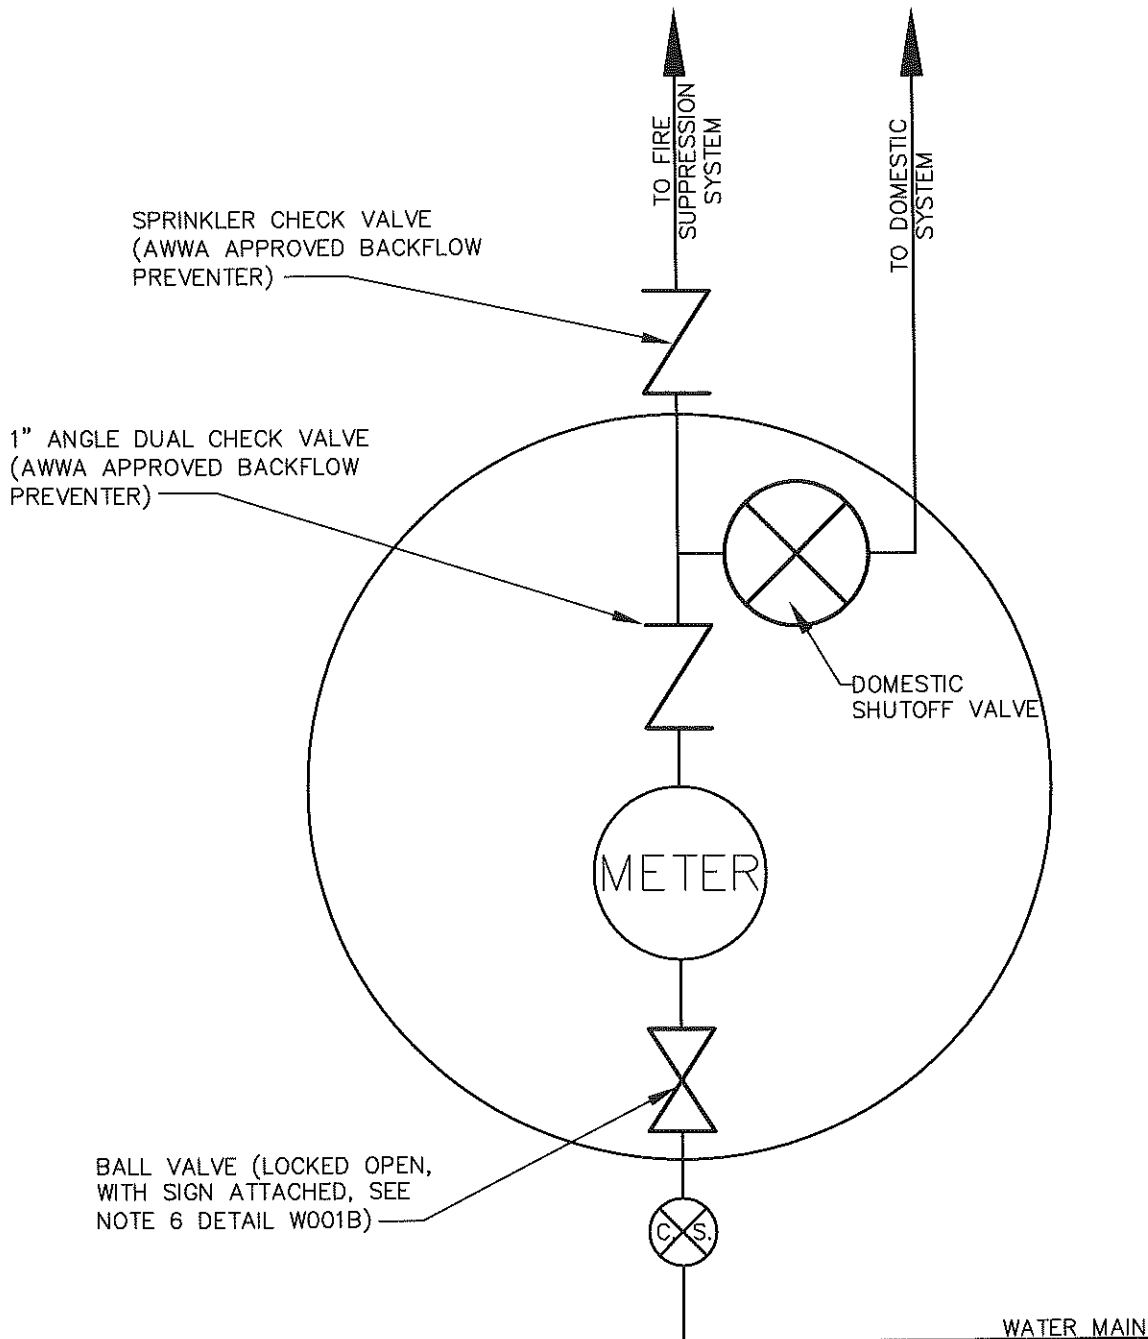 TO FIRE
SUPPRESSION
SYSTEM
TO DOMESTIC
SYSTEM
SPRINKLER CHECK VALVE
(AWWA APPROVED BACKFLOW
PREVENTER)
1" ANGLE DUAL CHECK VALVE
(AWWA APPROVED BACKFLOW
PREVENTER)
DOMESTIC
SHUTOFF VALVE
METER
BALL VALVE (LOCKED OPEN,
WITH SIGN ATTACHED, SEE
NOTE 6 DETAIL W001B)
C. S.
WATER MAIN